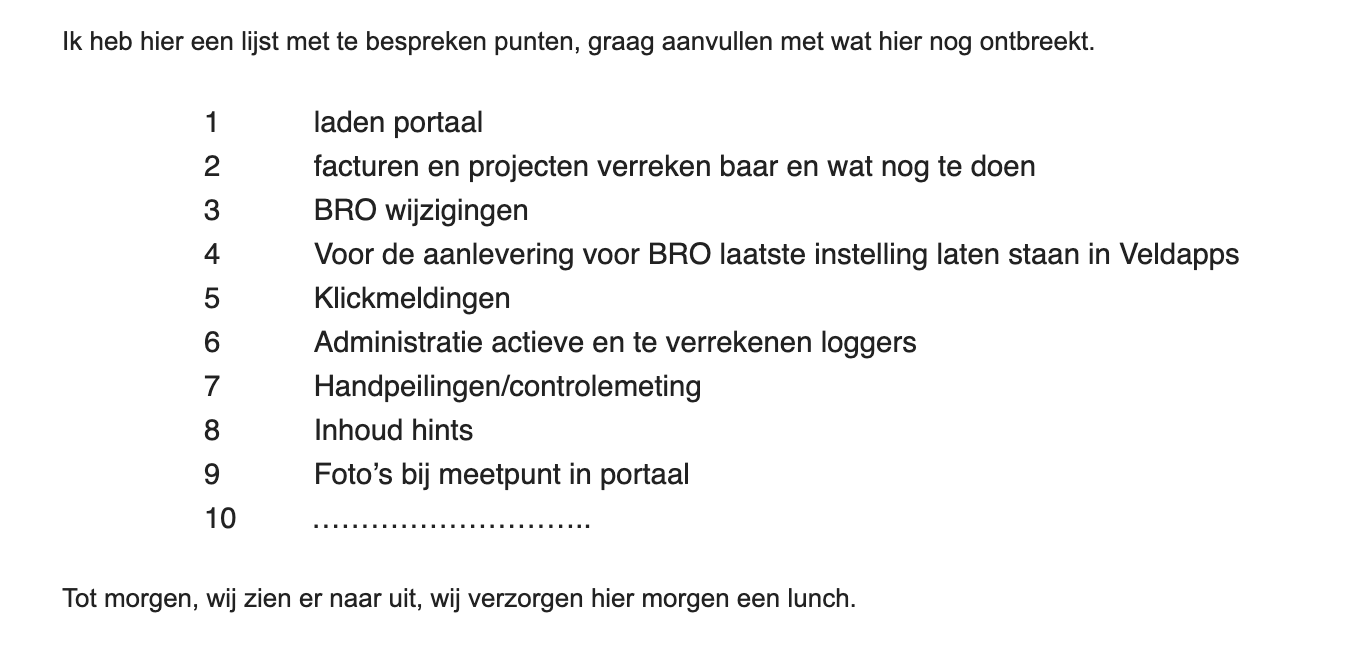 Ik heb hier een lijst met te bespreken punten, graag aanvullen met wat hier nog ontbreekt.
1 laden portaal
2 facturen en projecten verreken baar en wat nog te doen
3 BRO wijzigingen
4 Voor de aanlevering voor BRO laatste instelling laten staan in Veldapps
5 Klickmeldingen
6 Administratie actieve en te verrekenen loggers
7 Handpeilingen/controlemeting
8 Inhoud hints
9 Foto’s bij meetpunt in portaal
10 …………………………..
Tot morgen, wij zien er naar uit, wij verzorgen hier morgen een lunch.